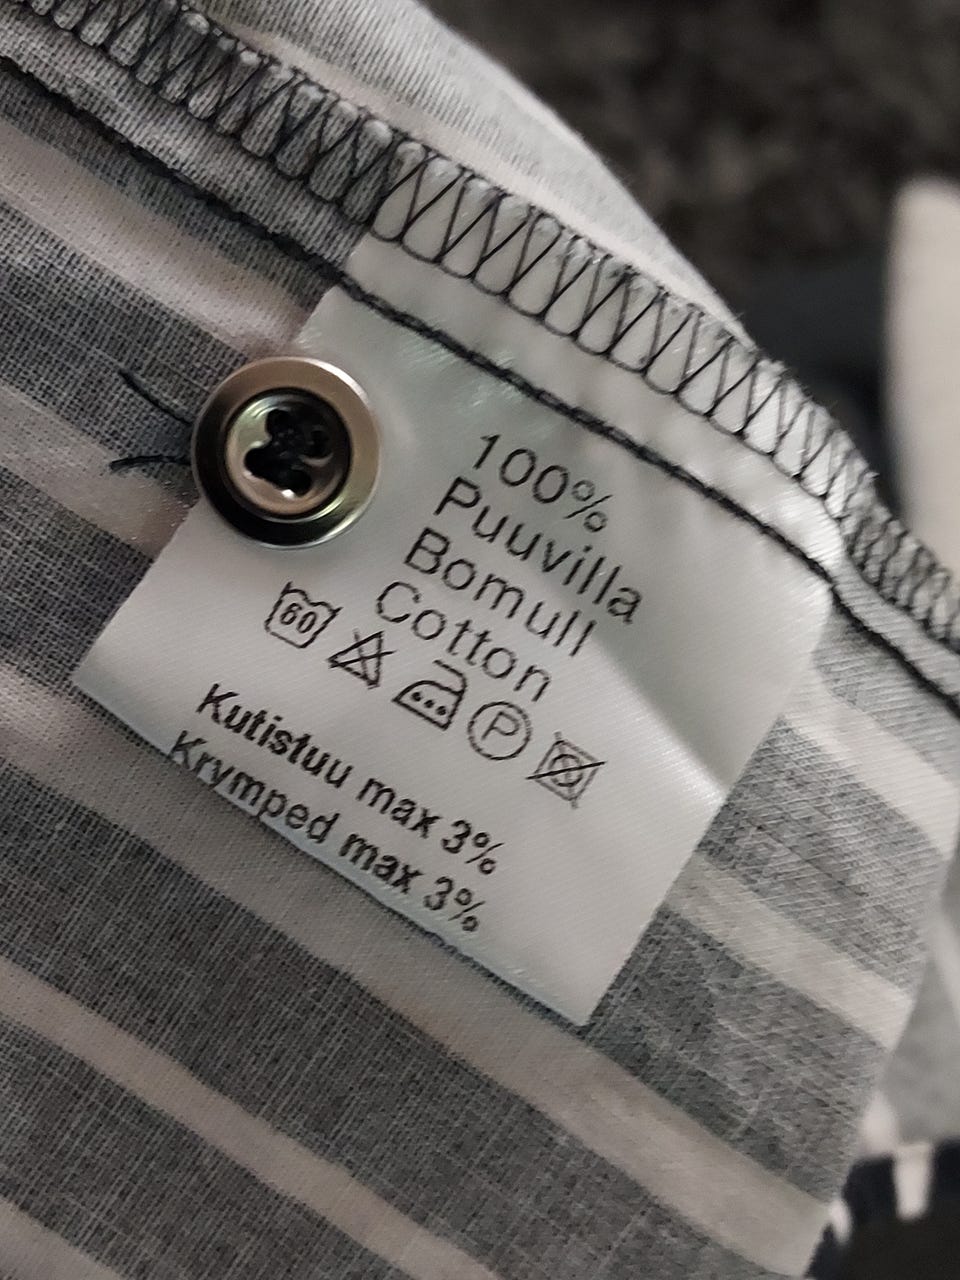 100%
Puuvilla
Bomull
Cotton
60 P
Kutistuu max 3%
Krymped max 3%